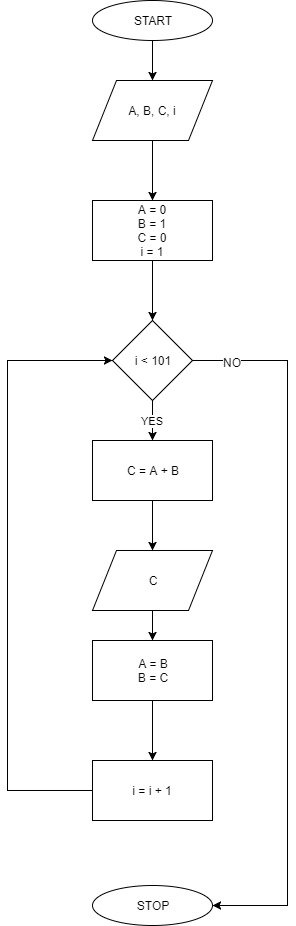 START
A, B, C, i
A = 0
B = 1
C = 0
i = 1
i < 101
NO
YES
C = A + B
C
A = B
B = C
i = i + 1
STOP